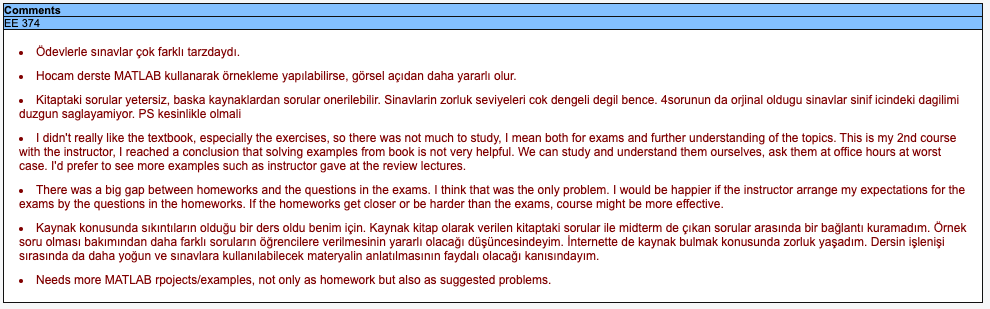 Comments
EE 374
• Ödevlerle sınavlar çok farklı tarzdaydı.
• Hocam derste MATLAB kullanarak örnekleme yapılabilirse, görsel açıdan daha yararlı olur.
• Kitaptaki sorular yetersiz, baska kaynaklardan sorular onerilebilir. Sinavlarin zorluk seviyeleri cok dengeli degil bence. 4sorunun da orjinal oldugu sinavlar sinif icindeki dagilimi
duzgun saglayamiyor. PS kesinlikle olmali
• I didn't really like the textbook, especially the exercises, so there was not much to study, I mean both for exams and further understanding of the topics. This is my 2nd course
with the instructor, I reached a conclusion that solving examples from book is not very helpful. We can study and understand them ourselves, ask them at office hours at worst
case. I'd prefer to see more examples such as instructor gave at the review lectures.
• There was a big gap between homeworks and the questions in the exams. I think that was the only problem. I would be happier if the instructor arrange my expectations for the
exams by the questions in the homeworks. If the homeworks get closer or be harder than the exams, course might be more effective.
• Kaynak konusunda sıkıntıların olduğu bir ders oldu benim için. Kaynak kitap olarak verilen kitaptaki sorular ile midterm de çıkan sorular arasında bir bağlantı kuramadım. Örnek
soru olması bakımından daha farklı soruların öğrencilere verilmesinin yararlı olacağı düşüncesindeyim. İnternette de kaynak bulmak konusunda zorluk yaşadım. Dersin işlenişi
sırasında da daha yoğun ve sınavlara kullanılabilecek materyalin anlatılmasının faydalı olacağı kanısındayım.
• Needs more MATLAB rpojects/examples, not only as homework but also as suggested problems.